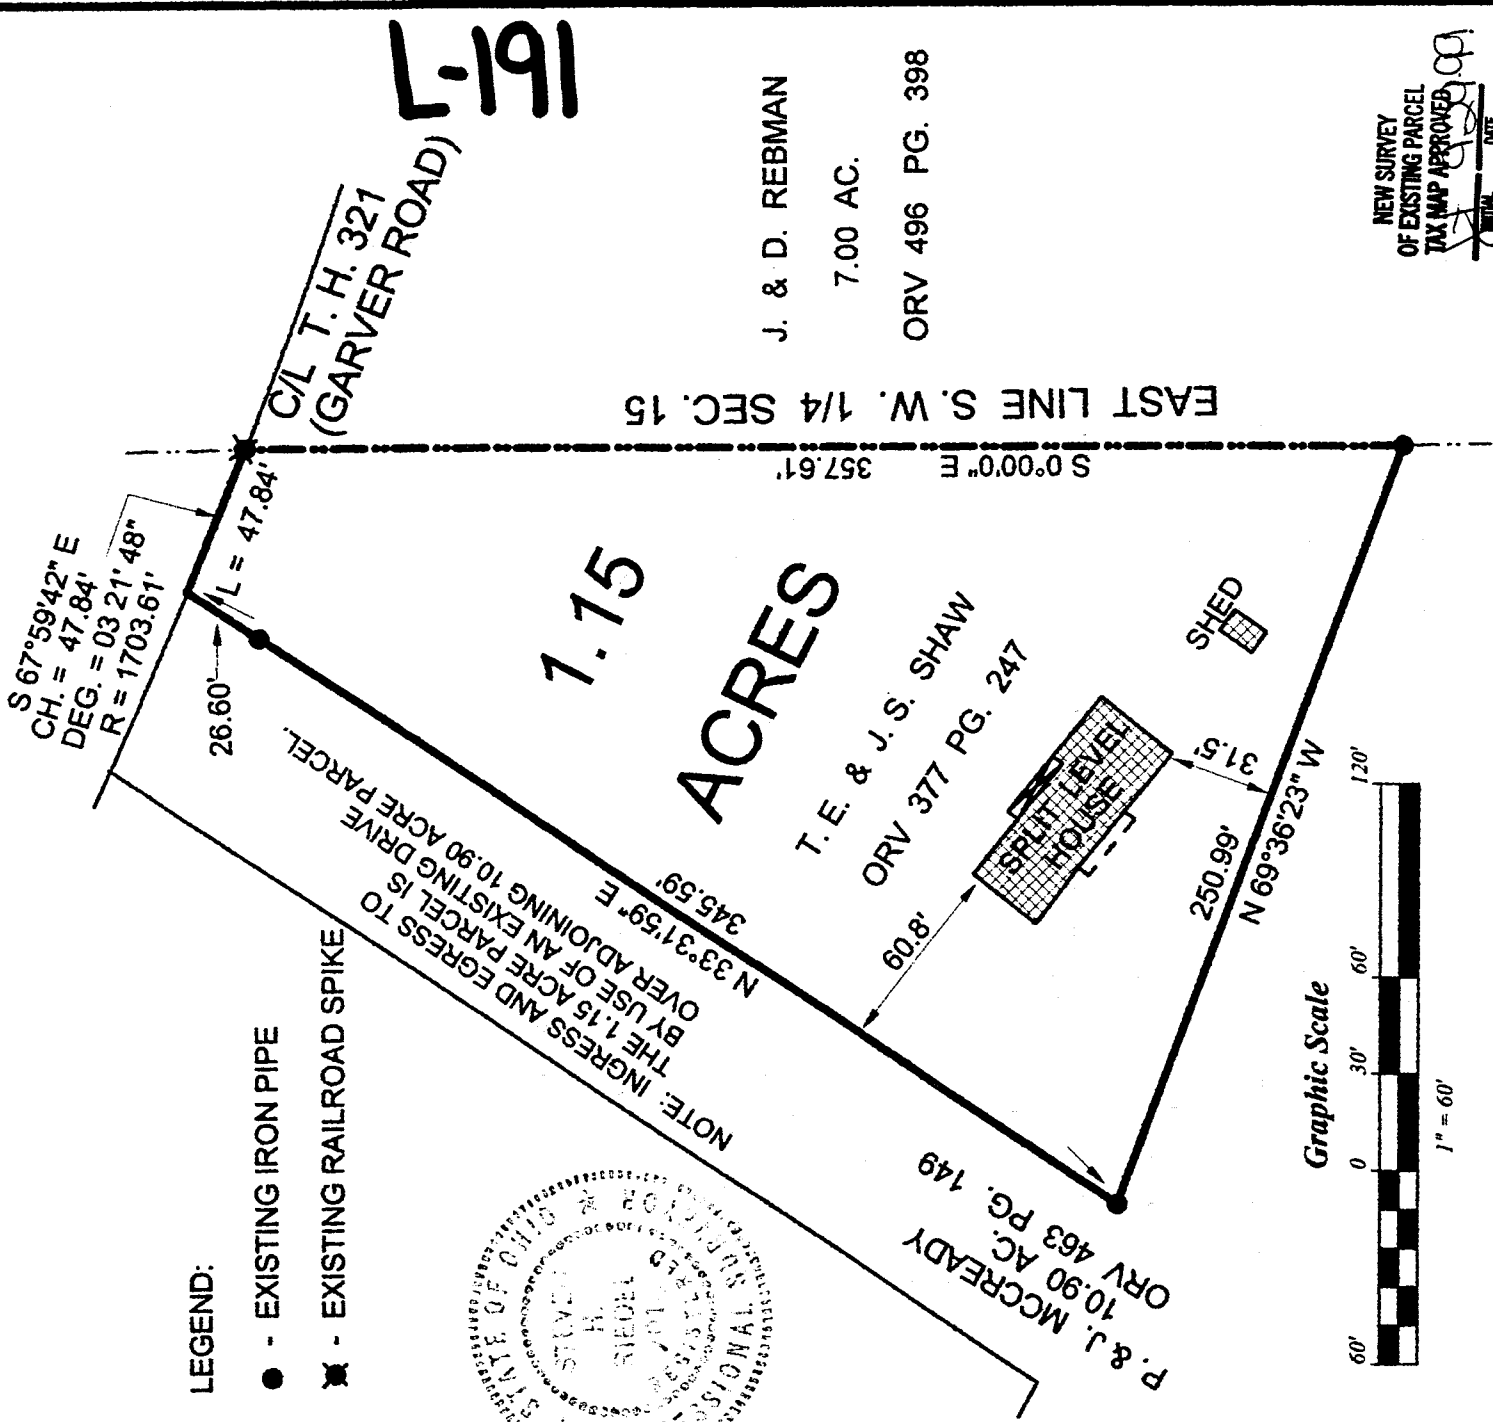 L-191
C/L T. H. 321
(GARVER ROAD)
J. & D. REBMAN
7.00 AC.
ORV 496 PG. 398
NEW SURVEY
OF EXISTING PARCEL
TAX MAP APPROVED
INITIAL DATE
EAST LINE S. W. 1/4 SEC. 15
S 0°00'0" E
357.61'
S 67°59'42" E
CH. = 47.84'
DEG. = 03 21' 48"
R = 1703.61'
L = 47.84'
26.60'
1.15
ACRES
T. E. & J. S. SHAW
ORV 377 PG. 247
SHED
SPLIT LEVEL
HOUSE
31.5'
60.8'
250.99'
N 69°36'23" W
N 33°31'59" E
345.59'
NOTE: INGRESS AND EGRESS TO
THE 1.15 ACRE PARCEL IS
BY USE OF AN EXISTING DRIVE
OVER ADJOINING 10.90 ACRE PARCEL.
P. & J. MCCREADY
10.90 AC.
ORV 463 PG. 149
LEGEND:
- EXISTING IRON PIPE
- EXISTING RAILROAD SPIKE
STATE OF OHIO
STEVEN
R.
RIEDEL
REGISTERED
SIONAL SURVEYOR
Graphic Scale
60' 0 30' 60' 120'
1" = 60'